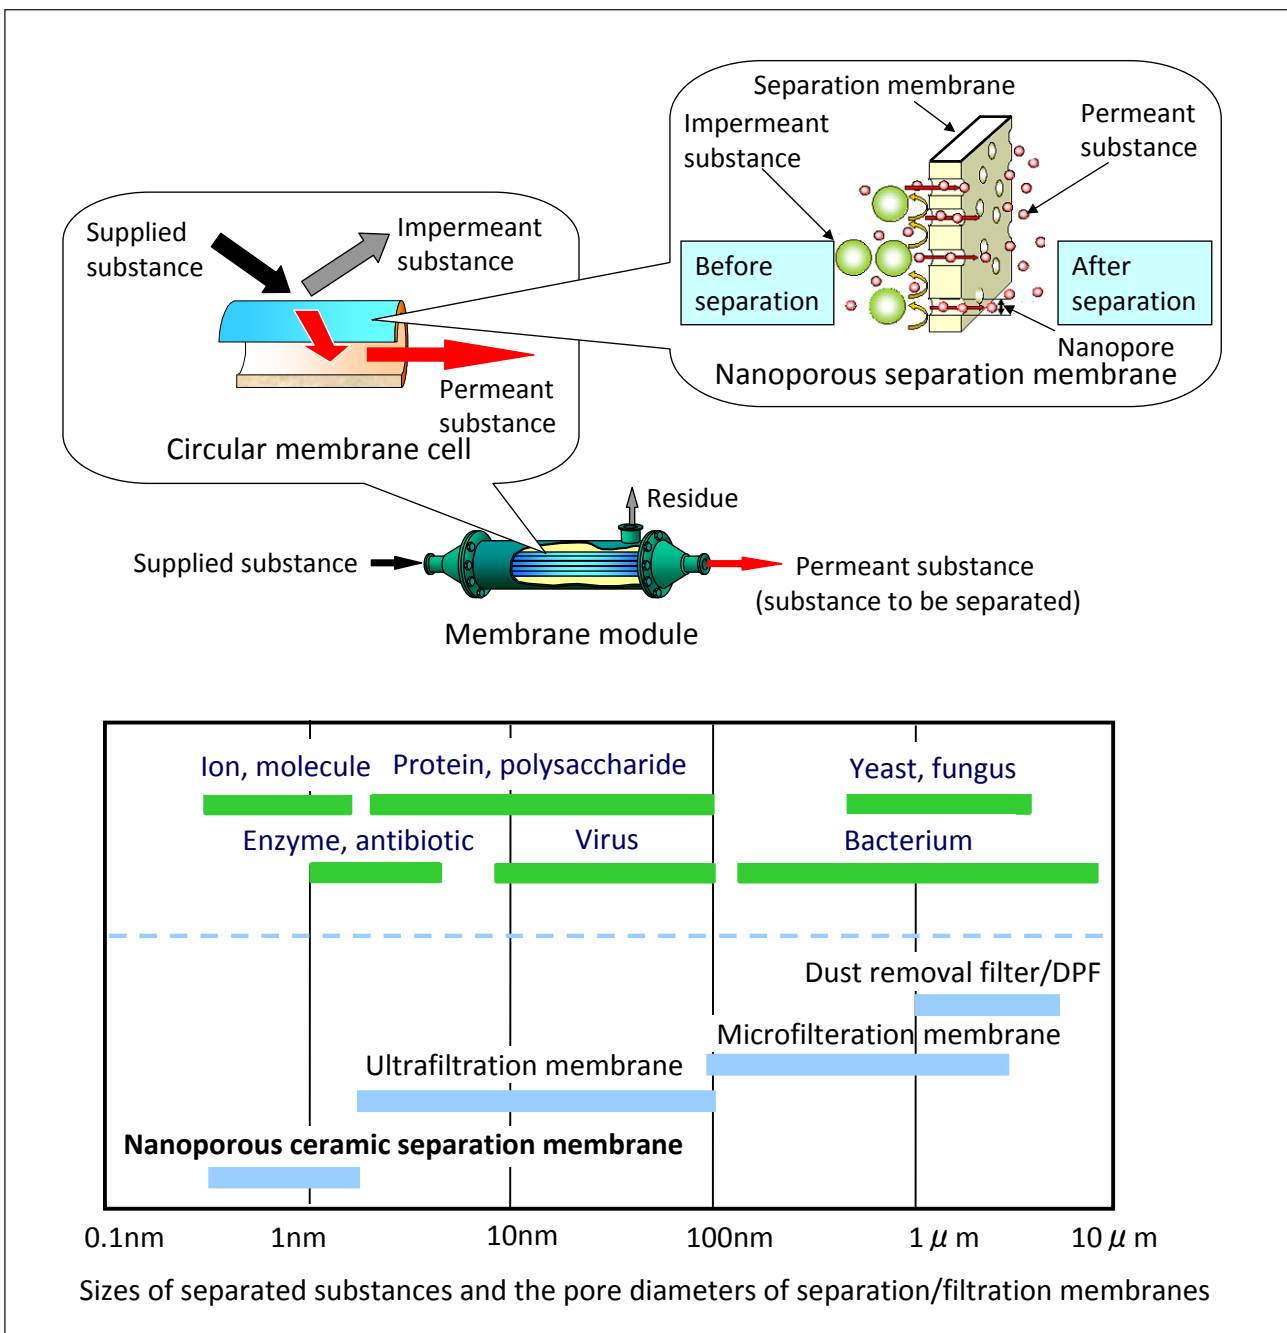 Separation membrane
Impermeant
substance
Permeant
substance
Before
separation
After
separation
Nanopore
Nanoporous separation membrane
Supplied
substance
Impermeant
substance
Permeant
substance
Circular membrane cell
Residue
Supplied substance
Permeant substance
(substance to be separated)
Membrane module
Ion, molecule
Protein, polysaccharide
Yeast, fungus
Enzyme, antibiotic
Virus
Bacterium
Dust removal filter/DPF
Microfilteration membrane
Ultrafiltration membrane
Nanoporous ceramic separation membrane
0.1nm
1nm
10nm
100nm
1μm
10μm
Sizes of separated substances and the pore diameters of separation/filtration membranes